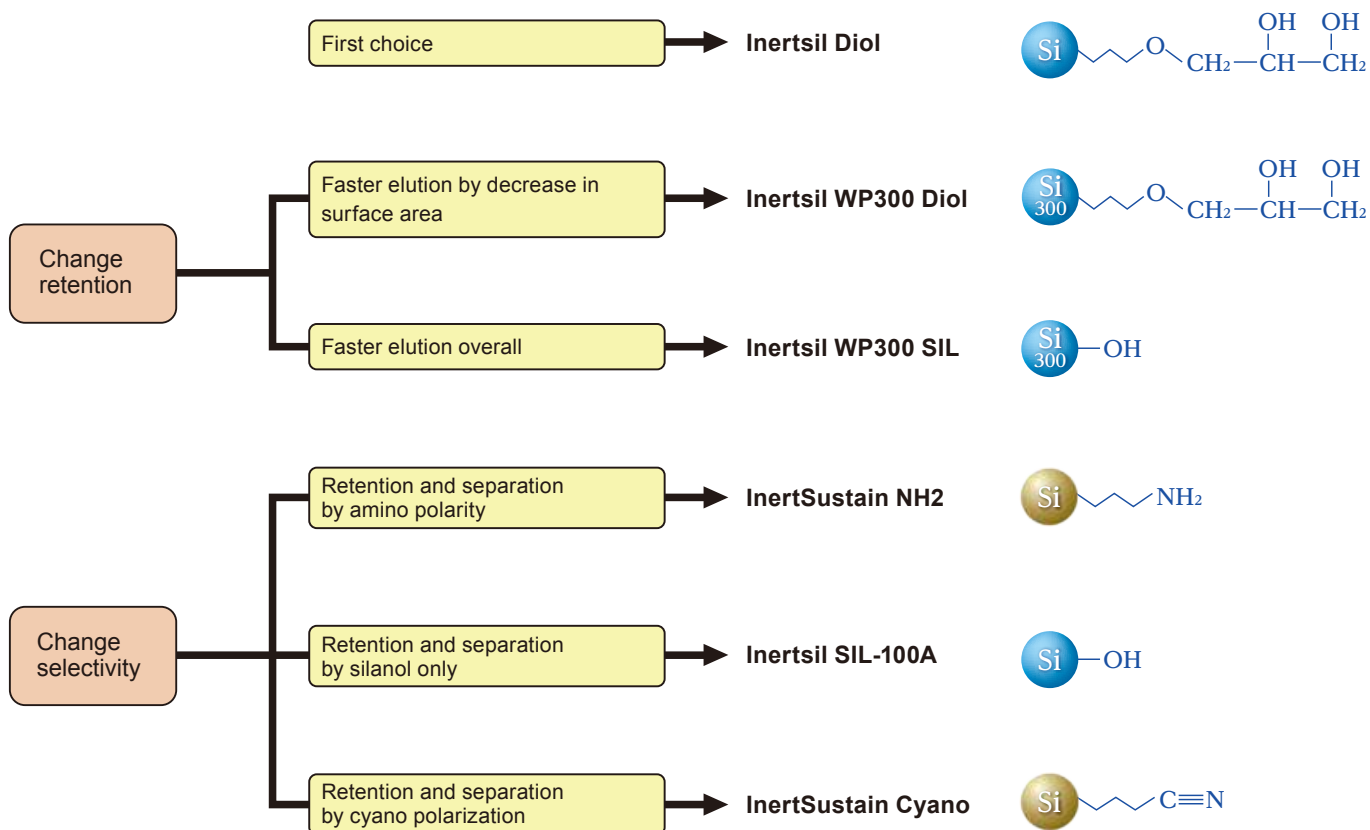 First choice
Inertsil Diol
Si
O
CH₂—CH—CH₂
OH OH
Change
retention
Faster elution by decrease in
surface area
Inertsil WP300 Diol
Si
300
O
CH₂—CH—CH₂
OH OH
Faster elution overall
Inertsil WP300 SIL
Si
300
OH
Change
selectivity
Retention and separation
by amino polarity
InertSustain NH2
Si
NH₂
Retention and separation
by silanol only
Inertsil SIL-100A
Si
OH
Retention and separation
by cyano polarization
InertSustain Cyano
Si
C≡N